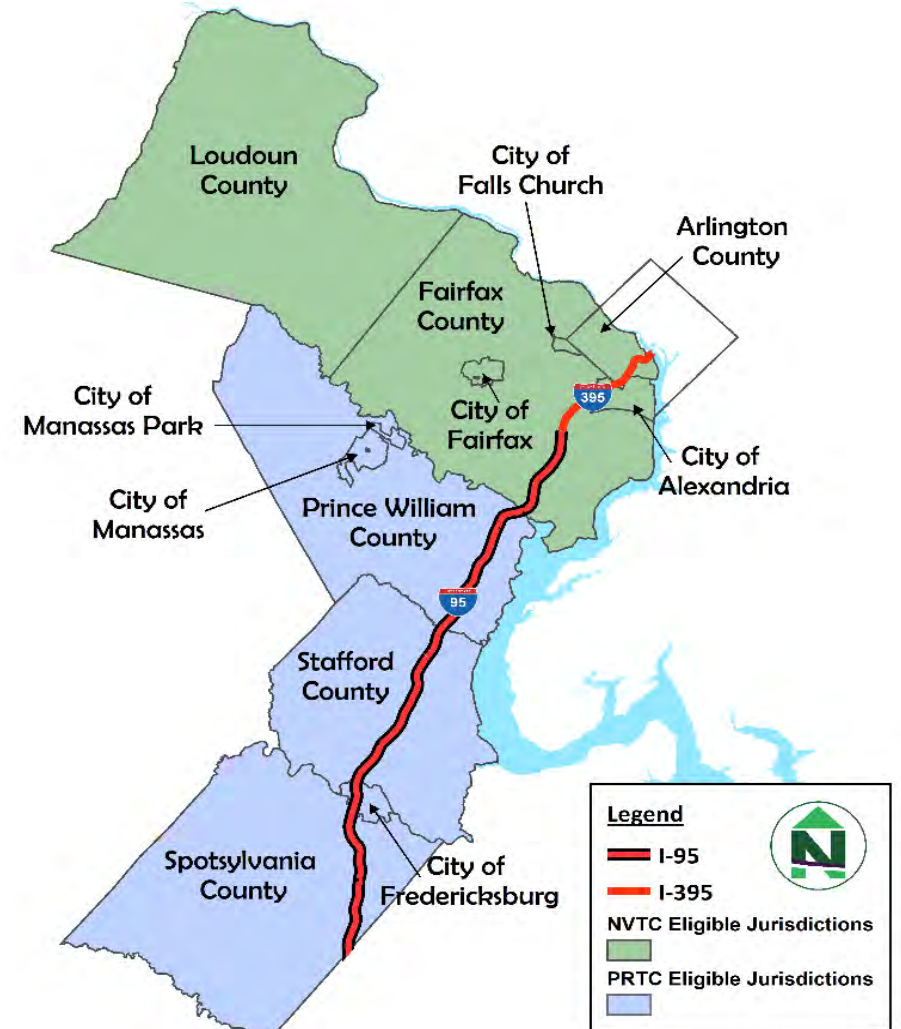 Loudoun
County
City of
Falls Church
Arlington
County
Fairfax
County
City of
Manassas Park
City of
Fairfax
395
City of
Alexandria
City of
Manassas
Prince William
County
95
Stafford
County
Spotsylvania
County
City of
Fredericksburg
Legend
I-95
I-395
NVTC Eligible Jurisdictions
PRTC Eligible Jurisdictions
N